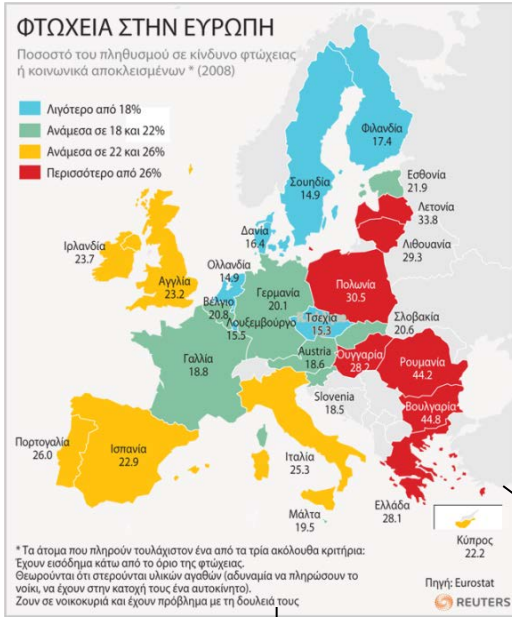 ΦΤΩΧΕΙΑ ΣΤΗΝ ΕΥΡΩΠΗ
Ποσοστό του πληθυσμού σε κίνδυνο φτώχειας
ή κοινωνικά αποκλεισμένων * (2008)
Λιγότερο από 18%
Ανάμεσα σε 18 και 22%
Ανάμεσα σε 22 και 26%
Περισσότερο από 26%
Φιλανδία
17.4
Σουηδία
14.9
Εσθονία
21.9
Λετονία
33.8
Λιθουανία
29.3
Δανία
16.4
Ιρλανδία
23.7
Αγγλία
23.2
Ολλανδία
14.9
Βέλγιο
20.8
Λουξεμβούργο
15.5
Γερμανία
20.1
Πολωνία
30.5
Τσεχία
15.3
Σλοβακία
20.6
Γαλλία
18.8
Austria
18.6
Ουγγαρία
28.2
Ρουμανία
44.2
Slovenia
18.5
Βουλγαρία
44.8
Πορτογαλία
26.0
Ισπανία
22.9
Ιταλία
25.3
Μάλτα
19.5
Ελλάδα
28.1
Κύπρος
22.2
* Τα άτομα που πληρούν τουλάχιστον ένα από τα τρία ακόλουθα κριτήρια:
Έχουν εισόδημα κάτω από το όριο της φτώχειας.
Θεωρούνται ότι στερούνται υλικών αγαθών (αδυναμία να πληρώσουν το
νοίκι, να έχουν στην κατοχή τους ένα αυτοκίνητο).
Ζουν σε νοικοκυριά και έχουν πρόβλημα με τη δουλειά τους
Πηγή: Eurostat
REUTERS